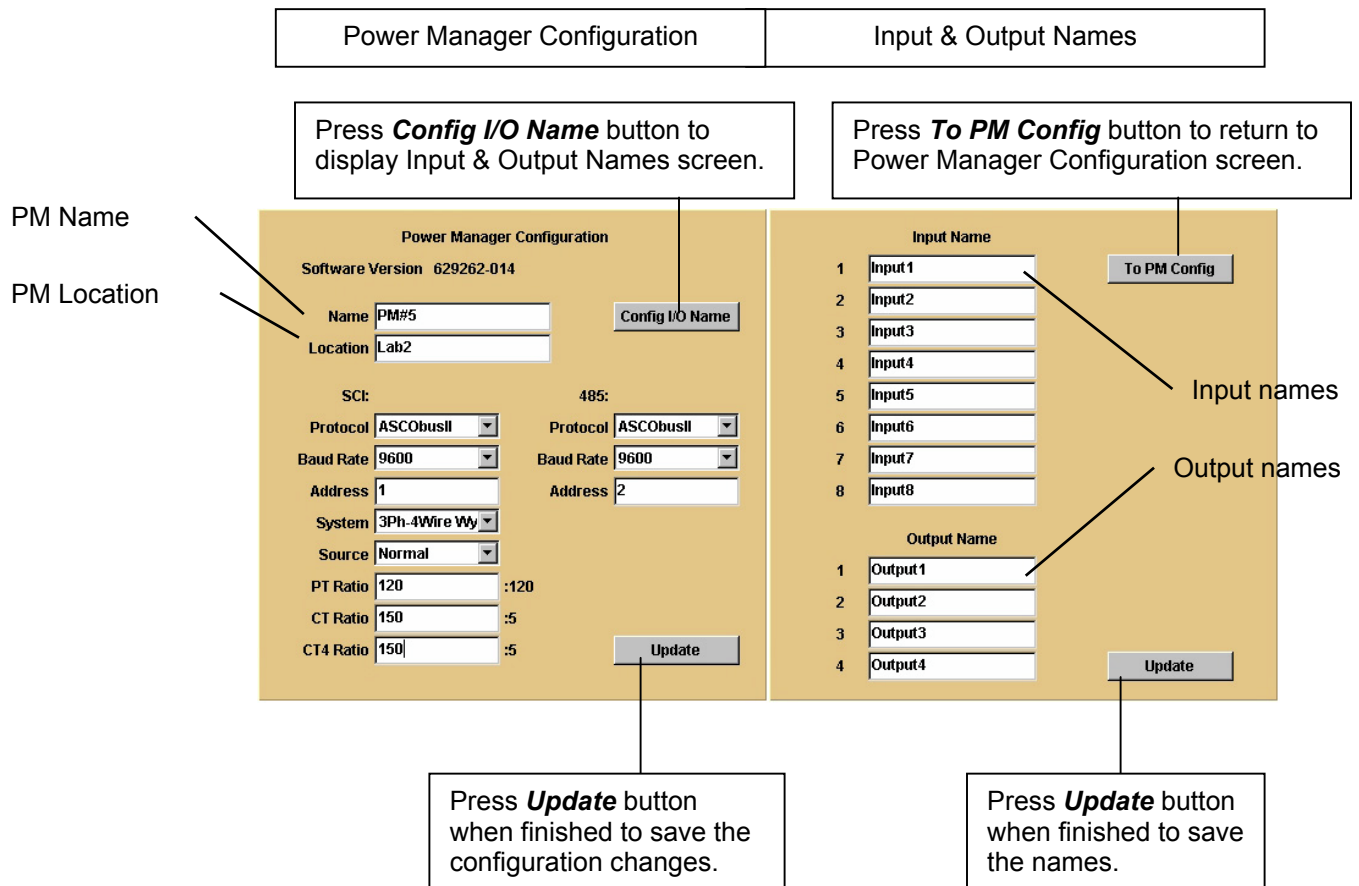 Power Manager Configuration
Input & Output Names
Press Config I/O Name button to
display Input & Output Names screen.
Press To PM Config button to return to
Power Manager Configuration screen.
PM Name
PM Location
Power Manager Configuration
Software Version 629262-014
Name PM#5
Config I/O Name
Location Lab2
SCI:
485:
Protocol ASCObusII
Protocol ASCObusII
Baud Rate 9600
Baud Rate 9600
Address 1
Address 2
System 3Ph-4Wire Wy
Source Normal
PT Ratio 120 :120
CT Ratio 150 :5
CT4 Ratio 150 :5
Update
Input Name
1 Input1
To PM Config
2 Input2
3 Input3
4 Input4
5 Input5
6 Input6
7 Input7
8 Input8
Input names
Output names
Output Name
1 Output1
2 Output2
3 Output3
4 Output4
Update
Press Update button
when finished to save the
configuration changes.
Press Update button
when finished to save
the names.